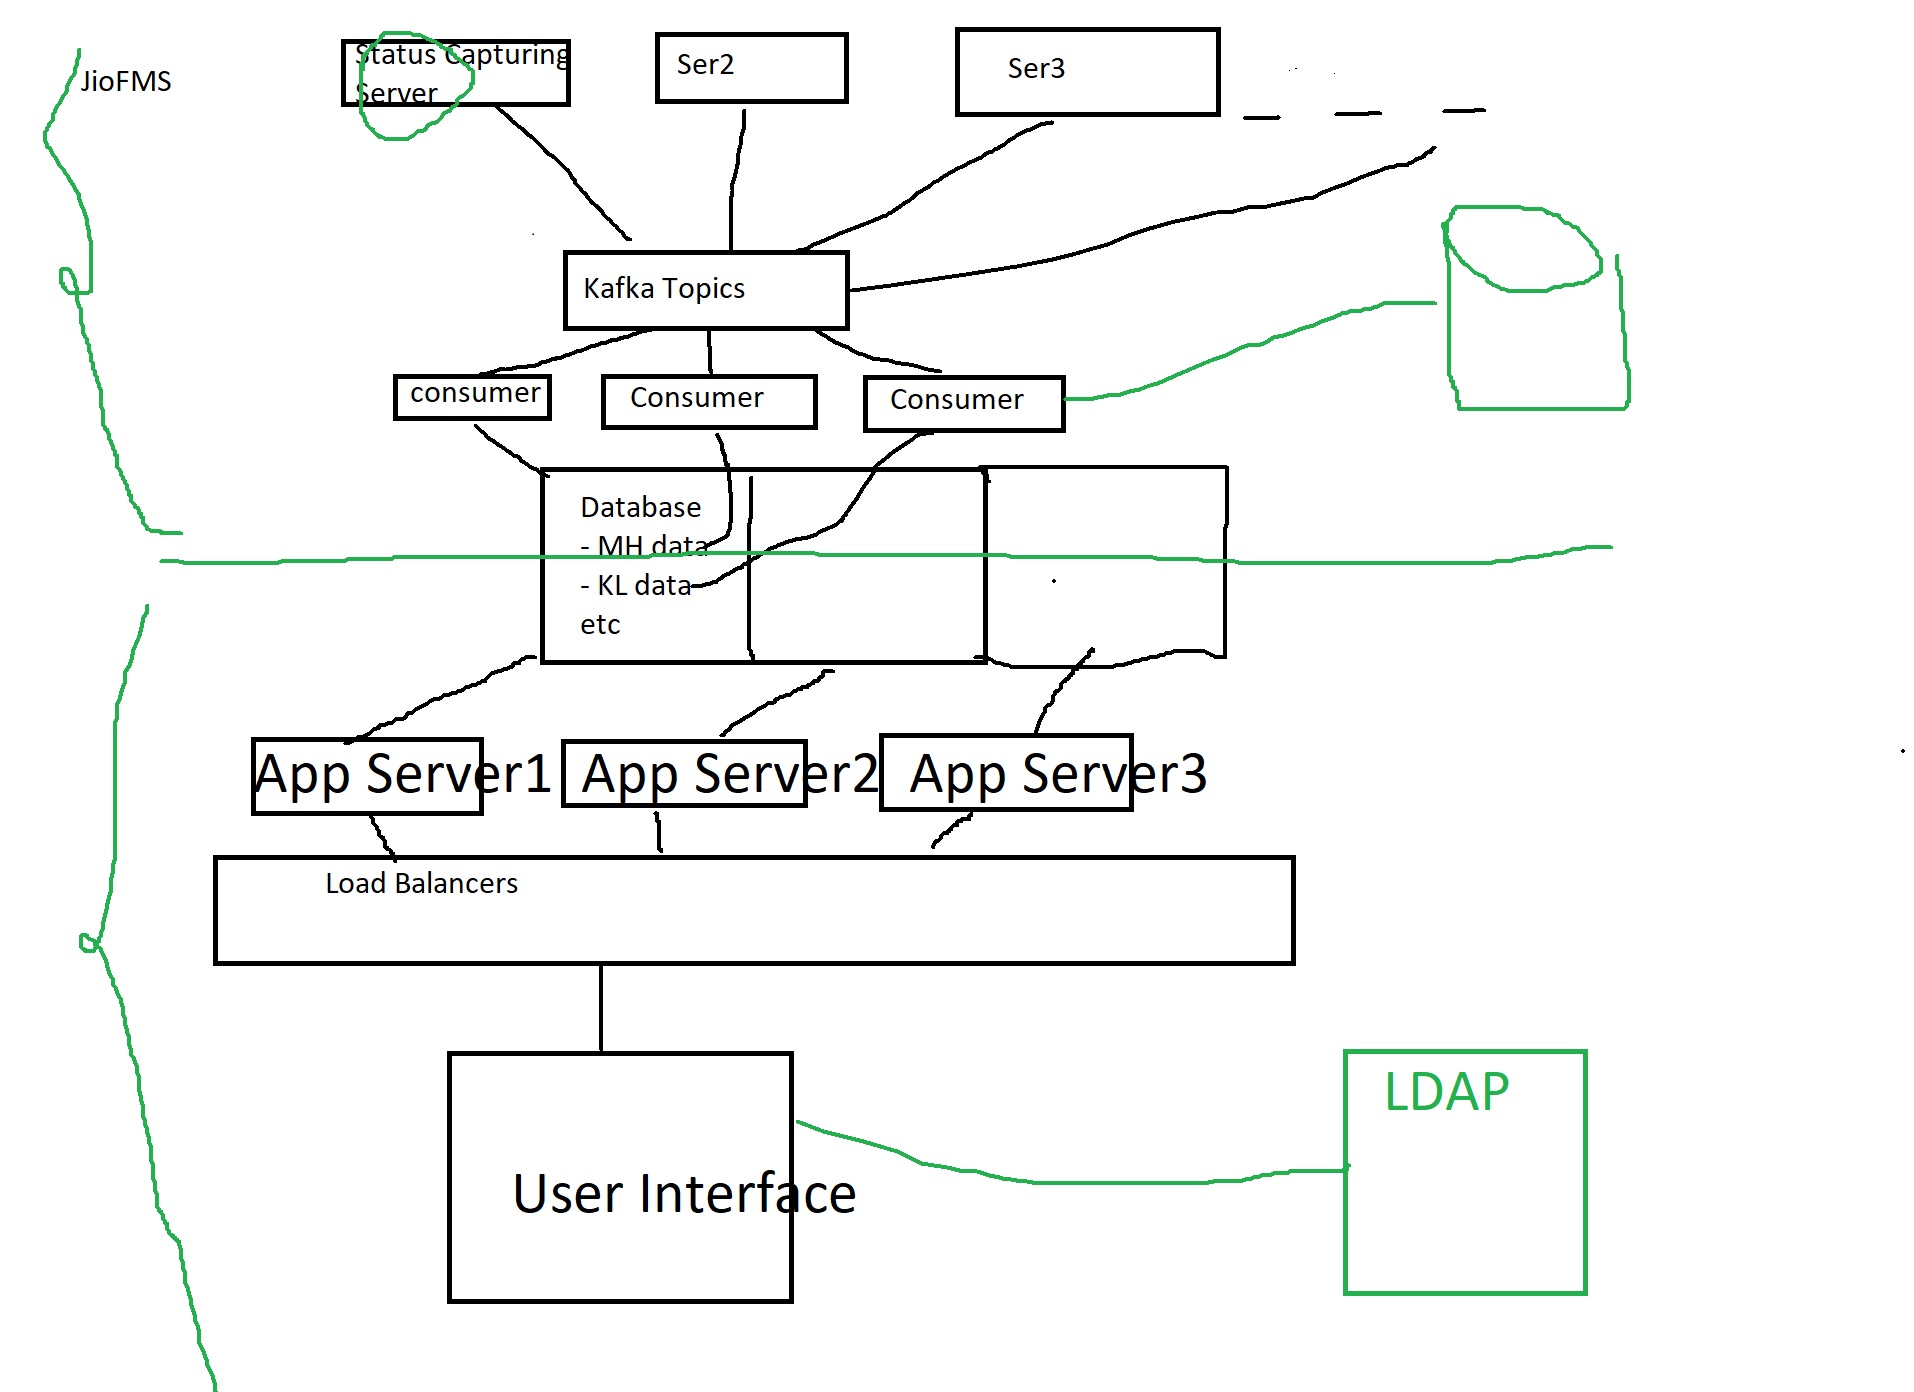 JioFMS
Status Capturing
Server
Ser2
Ser3
Kafka Topics
consumer
Consumer
Consumer
Database
- MH data
- KL data
etc
App Server1
App Server2
App Server3
Load Balancers
User Interface
LDAP